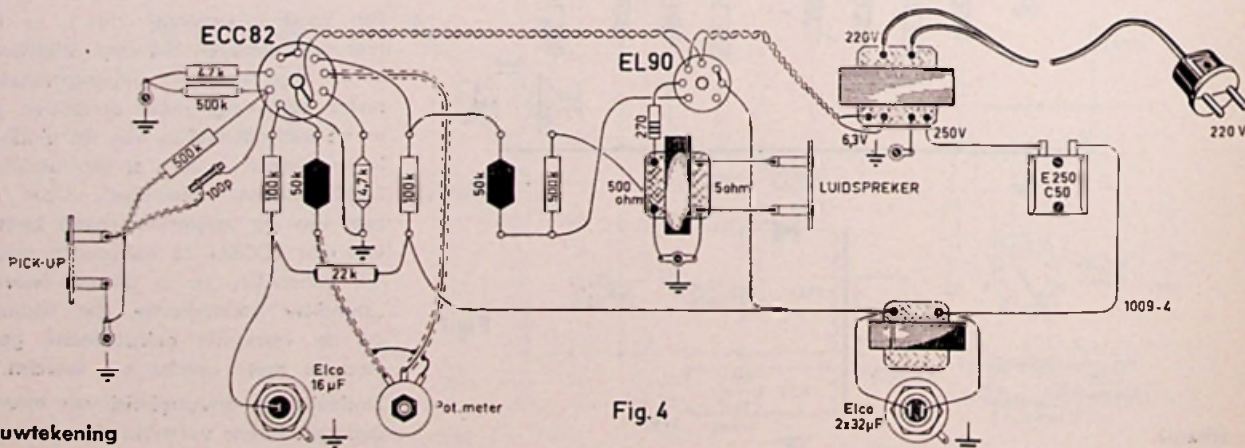 ECC82
EL90
220V
4,7k
500k
500k
100p
100k
50k
4,7k
100k
50k
500k
270
500
ohm
5ohm
LUIDSPREKER
6,3V
250V
220 V
E250
C50
PICK-UP
22k
1009-4
Elco
16µF
Pot.meter
Fig. 4
Elco
2x32µF
uwtekening